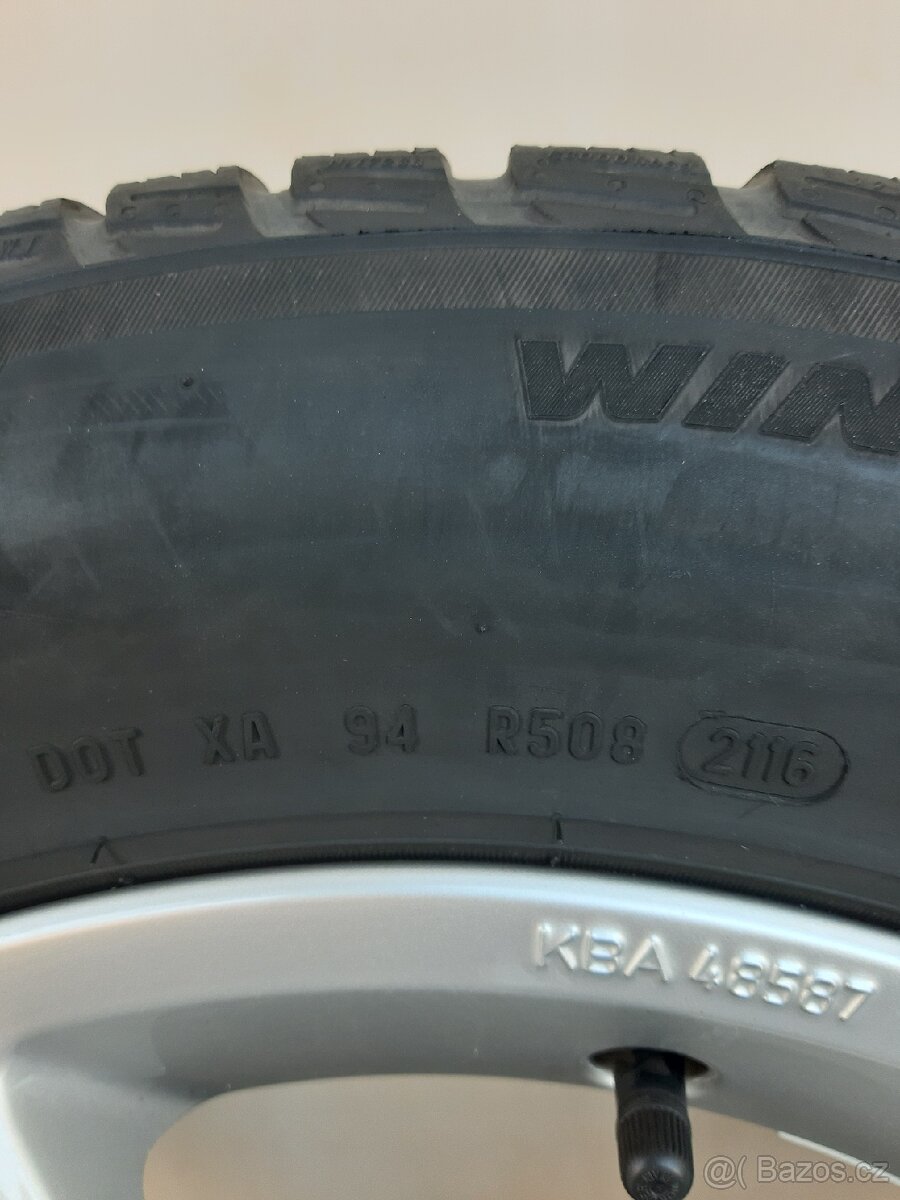 WIN
DOT XA 94 R508 2116
KBA 48587
@( Bazos.cz